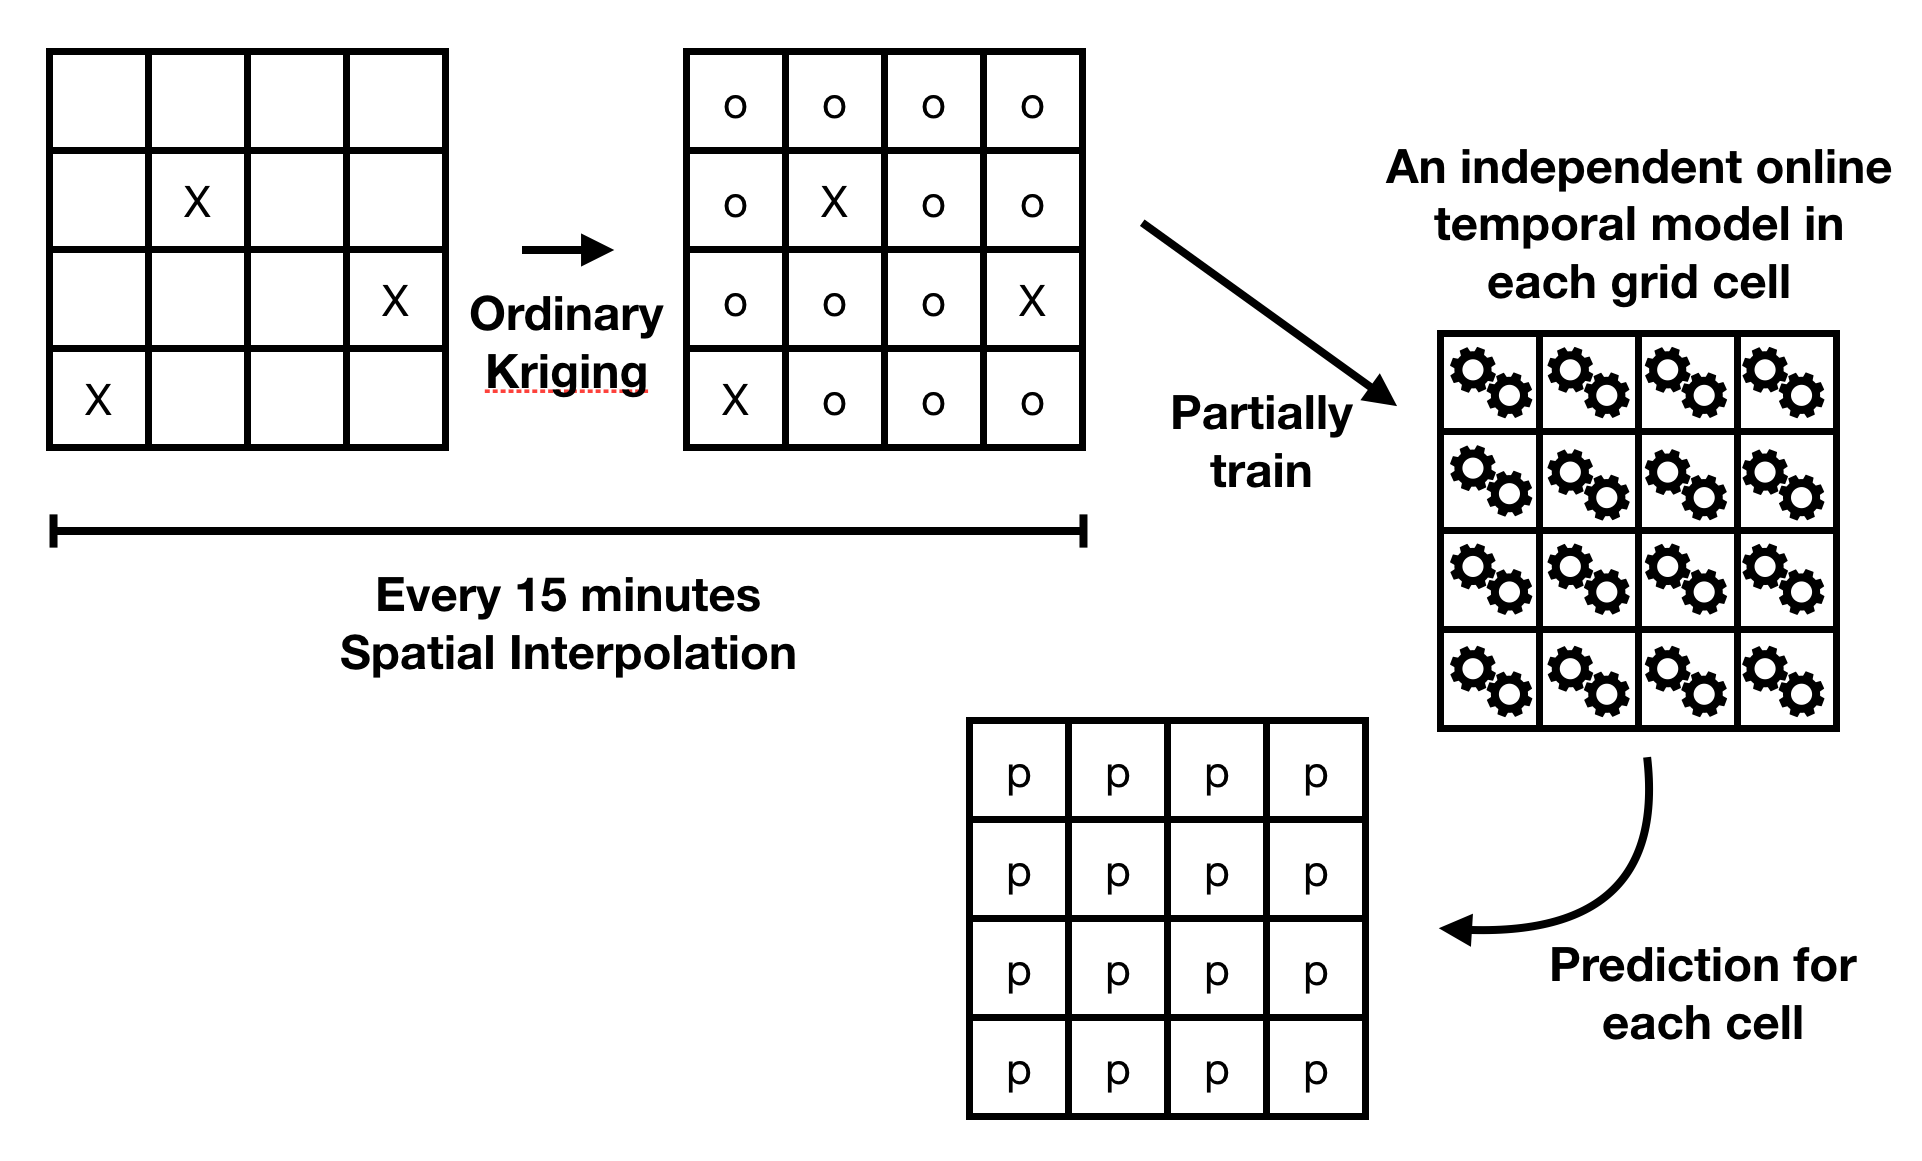 X
X
X
Ordinary
Kriging
o o o o
o X o o
o o o X
X o o o
Every 15 minutes
Spatial Interpolation
Partially
train
An independent online
temporal model in
each grid cell
Prediction for
each cell
p p p p
p p p p
p p p p
p p p p